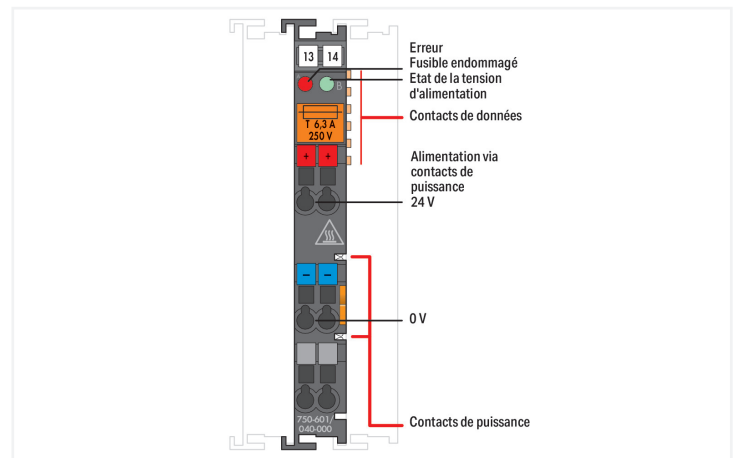 13 14
Erreur
Fusible endommagé
Etat de la tension
d'alimentation
B
T 6,3 A
250 V
Contacts de données
+ +
Alimentation via
contacts de
puissance
24 V
− −
0 V
Contacts de puissance
750-601/
040-000